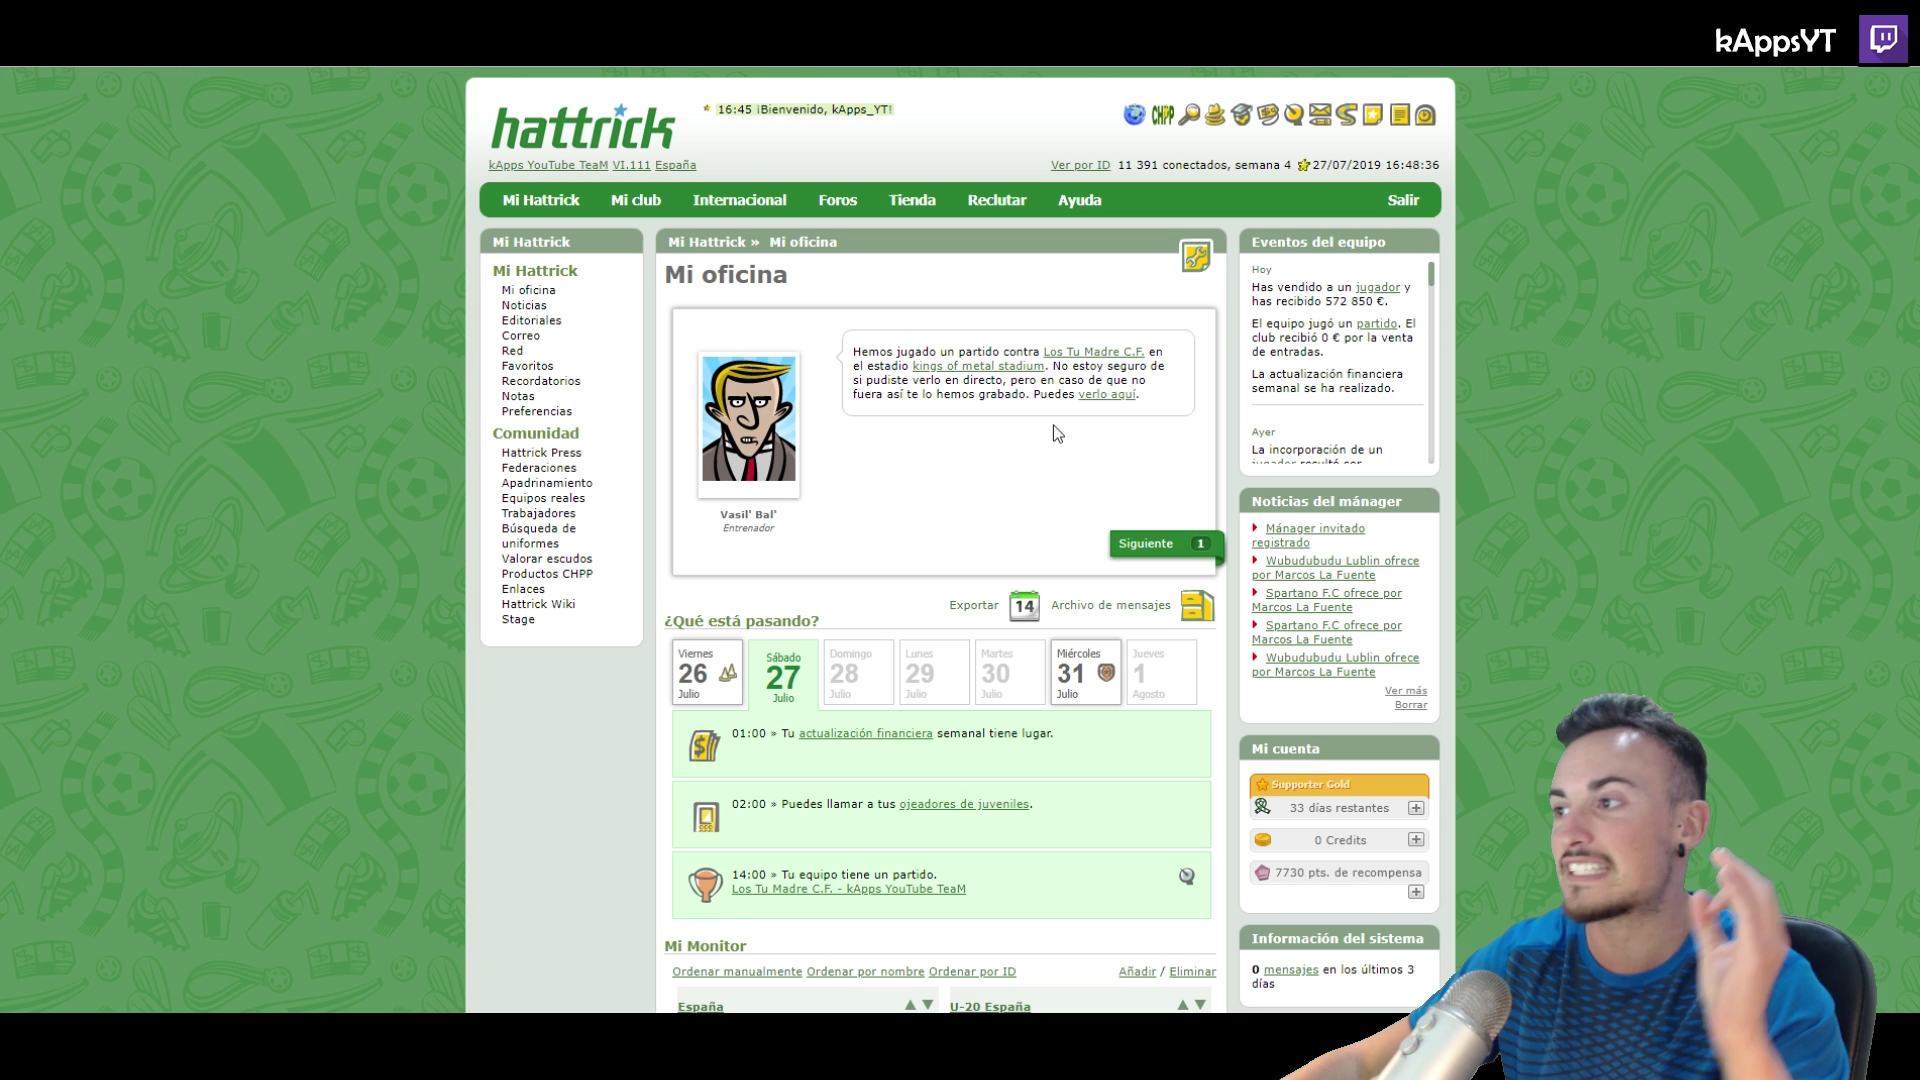 kAppsYT
hattrick
16:45 ¡Bienvenido, kApps_YT!
CHPP
kApps YouTube TeaM VI.111 España
Ver por ID 11 391 conectados, semana 4 27/07/2019 16:48:36
Mi Hattrick Mi club Internacional Foros Tienda Reclutar Ayuda Salir
Mi Hattrick
Mi Hattrick
Mi oficina
Noticias
Editoriales
Correo
Red
Favoritos
Recordatorios
Notas
Preferencias
Comunidad
Hattrick Press
Federaciones
Apadrinamiento
Equipos reales
Trabajadores
Búsqueda de
uniformes
Valorar escudos
Productos CHPP
Enlaces
Hattrick Wiki
Stage
Mi Hattrick » Mi oficina
Mi oficina
Hemos jugado un partido contra Los Tu Madre C.F. en
el estadio kings of metal stadium. No estoy seguro de
si pudiste verlo en directo, pero en caso de que no
fuera así te lo hemos grabado. Puedes verlo aquí.
Vasil' Bal'
Entrenador
Siguiente 1
Exportar 14 Archivo de mensajes
¿Qué está pasando?
Viernes
26
Julio
Sábado
27
Julio
Domingo
28
Julio
Lunes
29
Julio
Martes
30
Julio
Miércoles
31
Julio
Jueves
1
Agosto
01:00 » Tu actualización financiera semanal tiene lugar.
02:00 » Puedes llamar a tus ojeadores de juveniles.
14:00 » Tu equipo tiene un partido.
Los Tu Madre C.F. - kApps YouTube TeaM
Mi Monitor
Ordenar manualmente Ordenar por nombre Ordenar por ID Añadir / Eliminar
España
U-20 España
Eventos del equipo
Hoy
Has vendido a un jugador y
has recibido 572 850 €.
El equipo jugó un partido. El
club recibió 0 € por la venta
de entradas.
La actualización financiera
semanal se ha realizado.
Ayer
La incorporación de un
Noticias del mánager
Mánager invitado
registrado
Wubudubudu Lublin ofrece
por Marcos La Fuente
Spartano F.C ofrece por
Marcos La Fuente
Spartano F.C ofrece por
Marcos La Fuente
Wubudubudu Lublin ofrece
por Marcos La Fuente
Ver más
Borrar
Mi cuenta
Supporter Gold
33 días restantes
0 Credits
7730 pts. de recompensa
Información del sistema
0 mensajes en los últimos 3
días